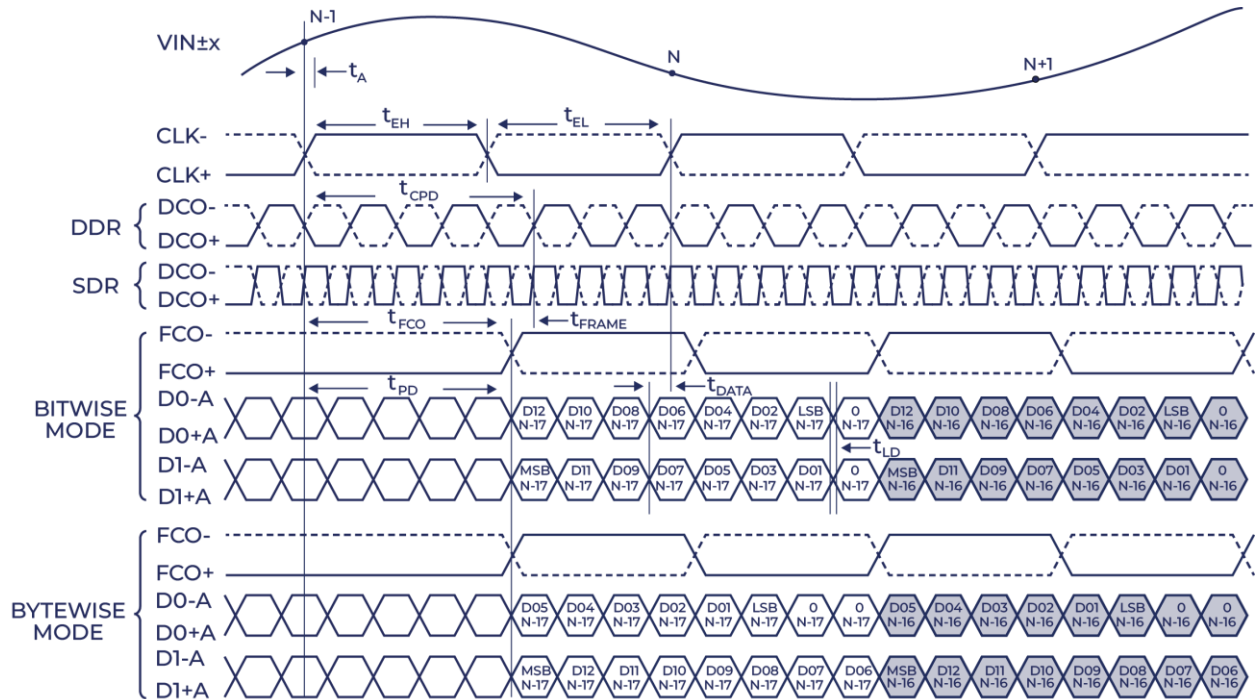 N-1
VIN±x
N
N+1
tA
tEH
tEL
CLK-
CLK+
tCPD
DDR { DCO-
DCO+
SDR { DCO-
DCO+
tFCO
tFRAME
FCO-
FCO+
tPD
tDATA
BITWISE
MODE
D0-A
D0+A
D12 D10 D08 D06 D04 D02 LSB 0 D12 D10 D08 D06 D04 D02 LSB 0
N-17 N-17 N-17 N-17 N-17 N-17 N-17 N-17 N-16 N-16 N-16 N-16 N-16 N-16 N-16 N-16
tLD
D1-A
D1+A
MSB D11 D09 D07 D05 D03 D01 0 MSB D11 D09 D07 D05 D03 D01 0
N-17 N-17 N-17 N-17 N-17 N-17 N-17 N-17 N-16 N-16 N-16 N-16 N-16 N-16 N-16 N-16
FCO-
FCO+
BYTEWISE
MODE
D0-A
D0+A
D05 D04 D03 D02 D01 LSB 0 0 D05 D04 D03 D02 D01 LSB 0 0
N-17 N-17 N-17 N-17 N-17 N-17 N-17 N-17 N-16 N-16 N-16 N-16 N-16 N-16 N-16 N-16
D1-A
D1+A
MSB D12 D11 D10 D09 D08 D07 D06 MSB D12 D11 D10 D09 D08 D07 D06
N-17 N-17 N-17 N-17 N-17 N-17 N-17 N-17 N-16 N-16 N-16 N-16 N-16 N-16 N-16 N-16